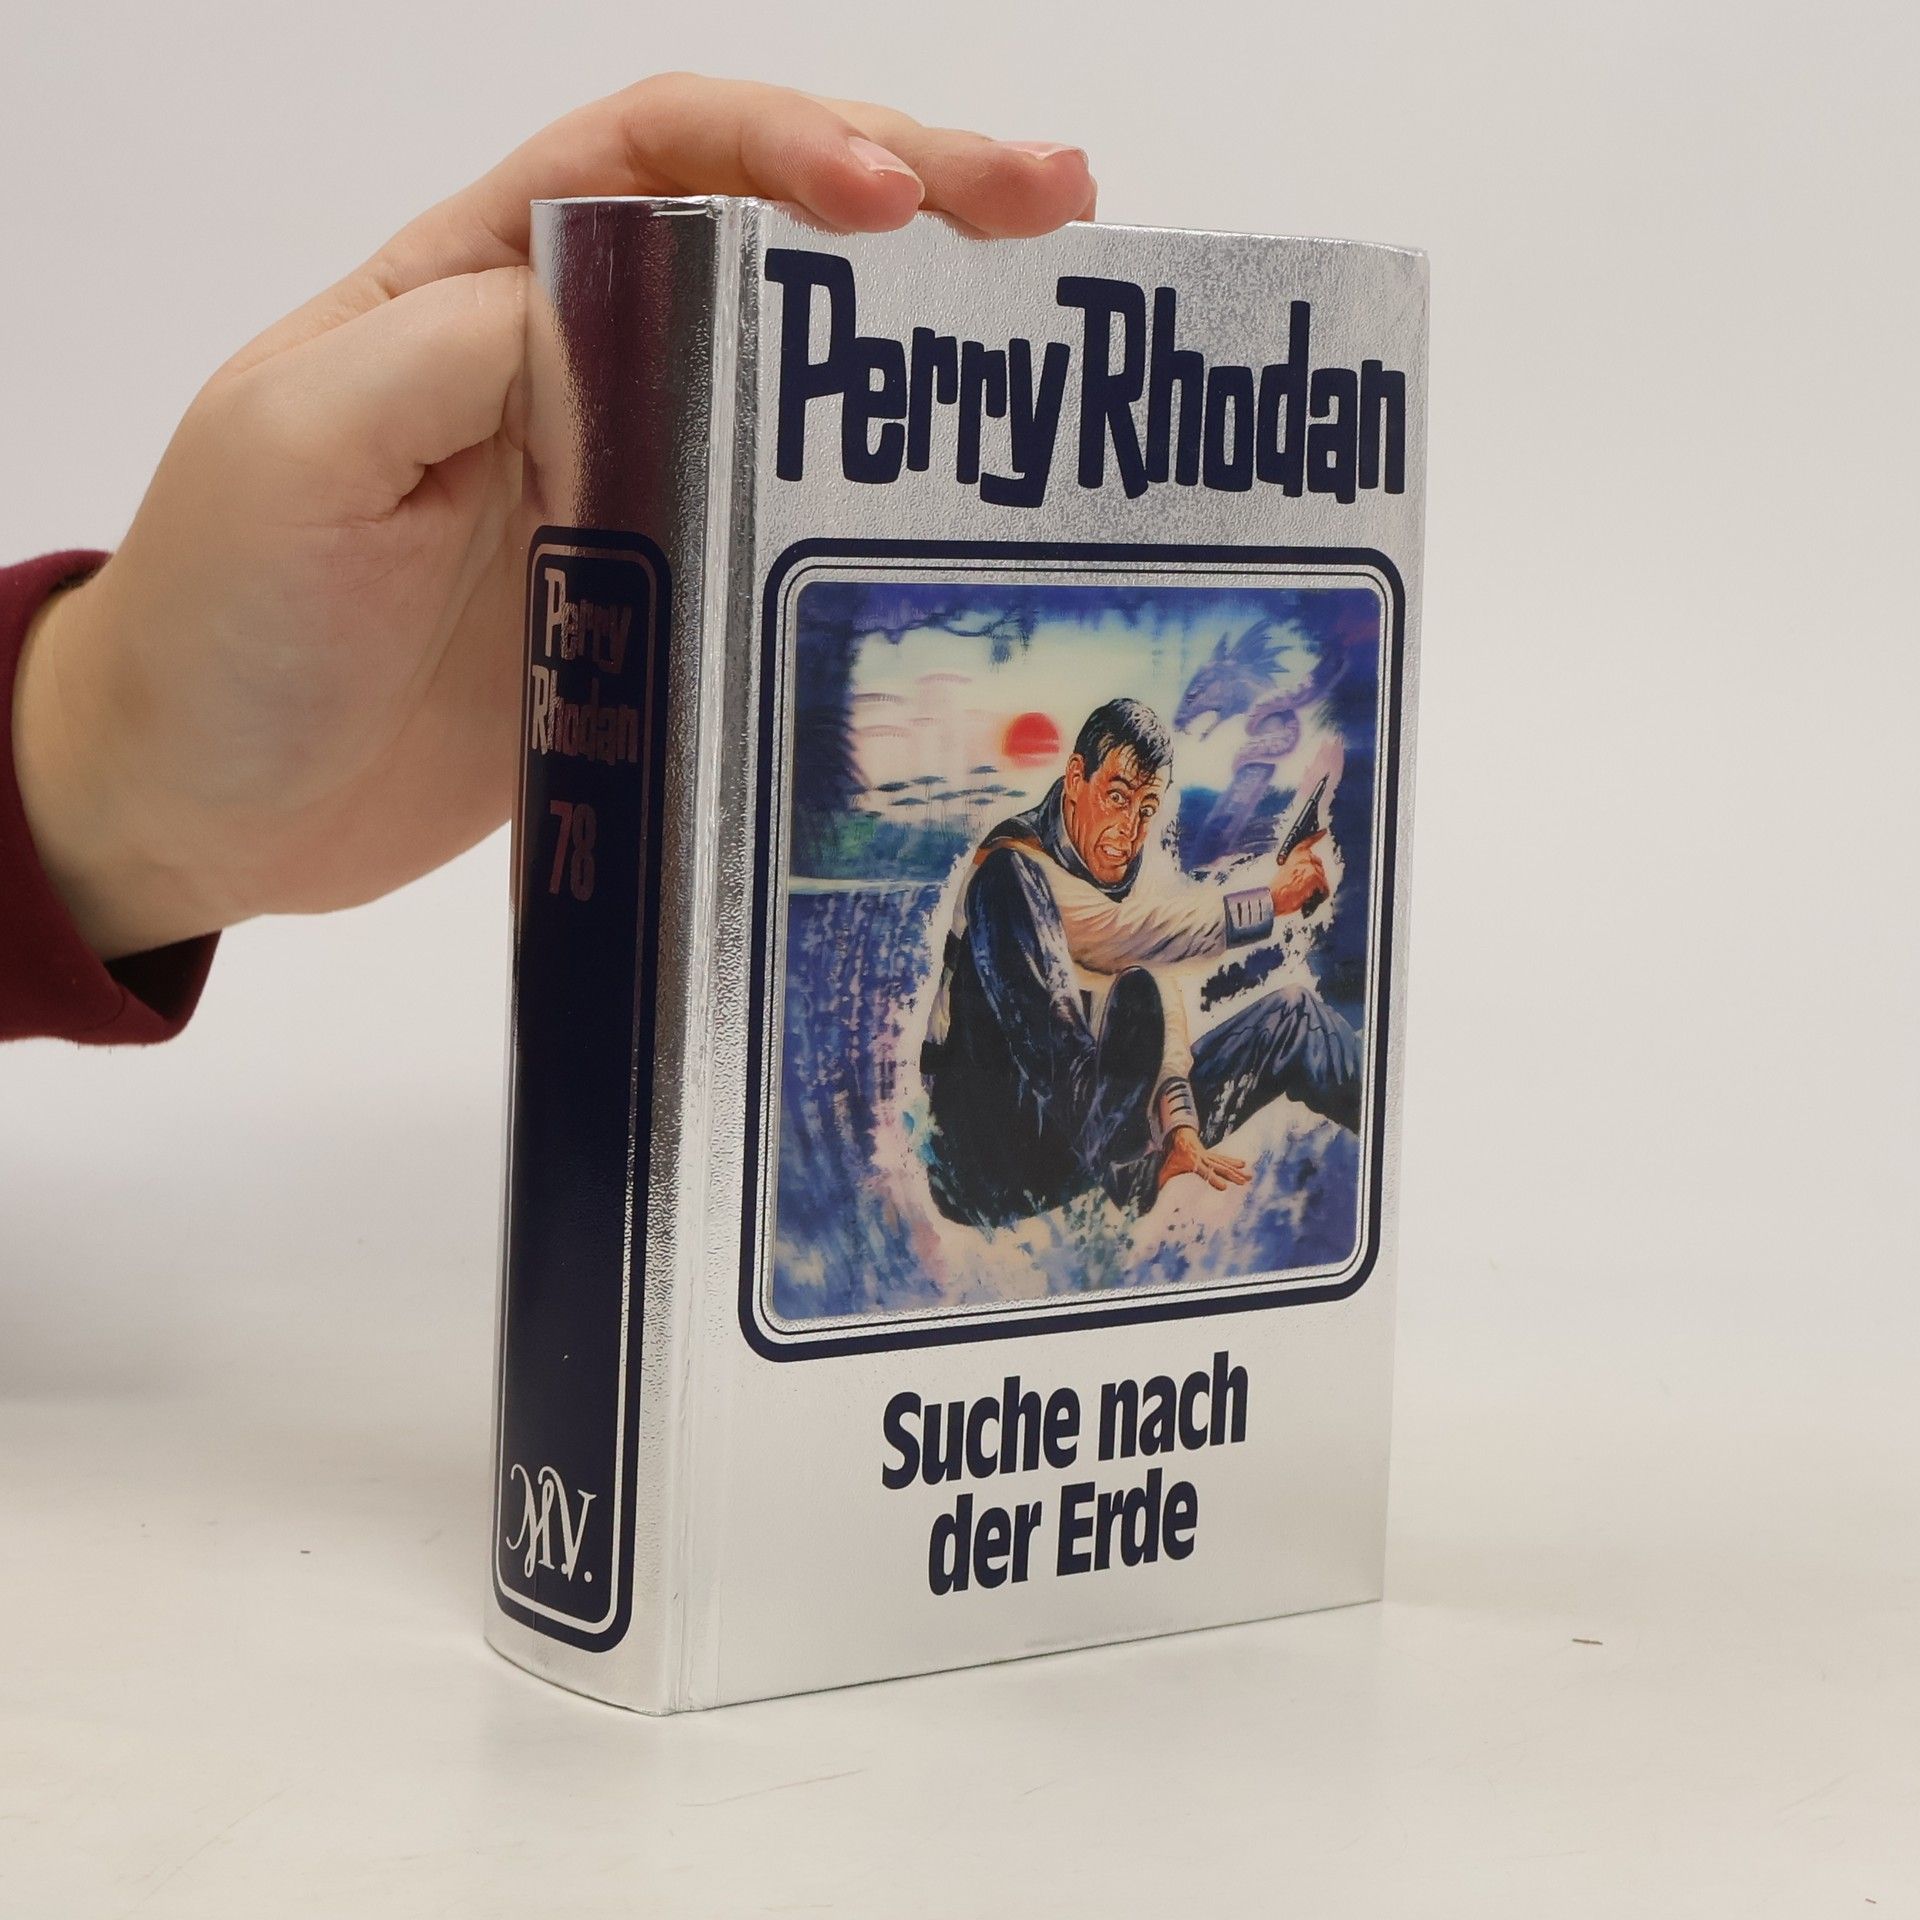 Perry Rhodan
Suche nach
der Erde
Perry
Rhodan
78
MV.